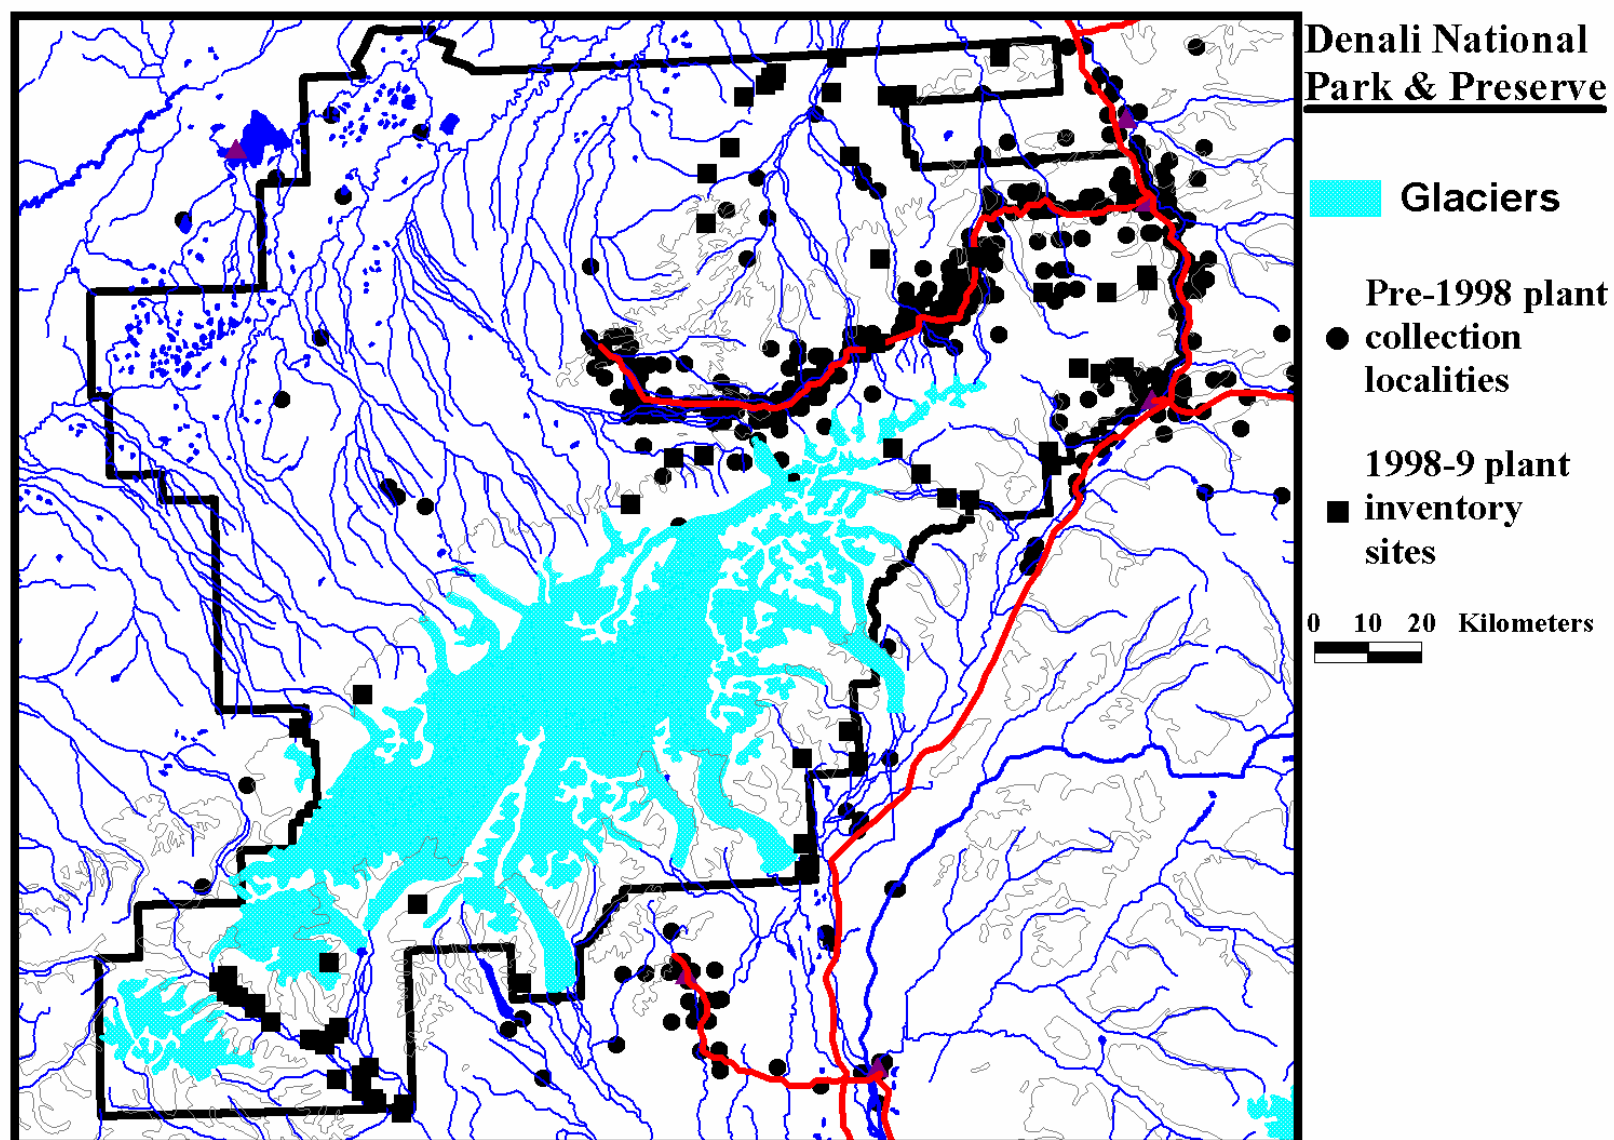 Denali National
Park & Preserve
Glaciers
Pre-1998 plant
collection
localities
1998-9 plant
inventory
sites
0 10 20 Kilometers